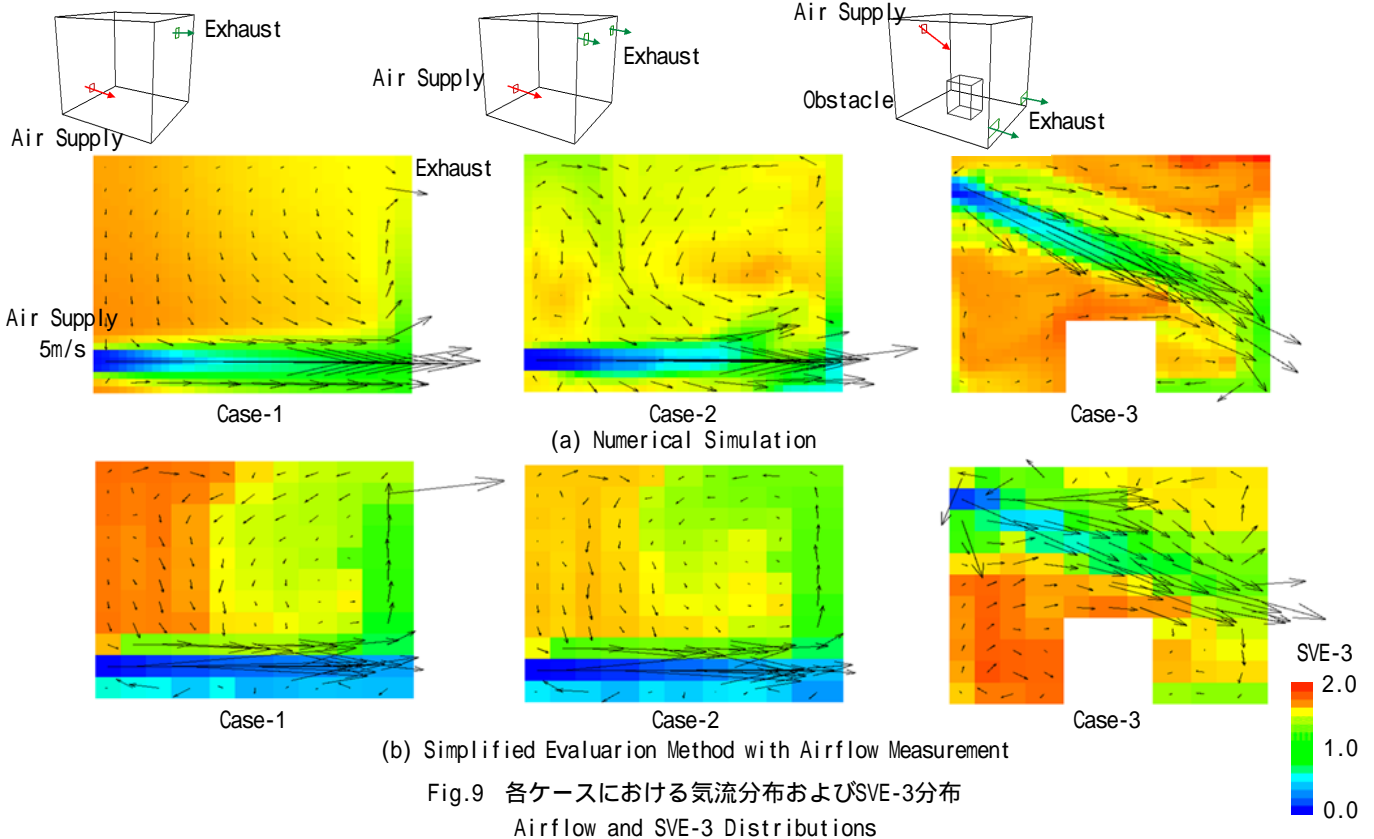 Exhaust
Air Supply
Air Supply
Exhaust
Air Supply
Obstacle
Exhaust
Exhaust
Air Supply
5m/s
Case-1
Case-2
Case-3
(a) Numerical Simulation
Case-1
Case-2
Case-3
(b) Simplified Evaluarion Method with Airflow Measurement
SVE-3
2.0
1.0
0.0
Fig.9 各ケースにおける気流分布およびSVE-3分布
Airflow and SVE-3 Distributions